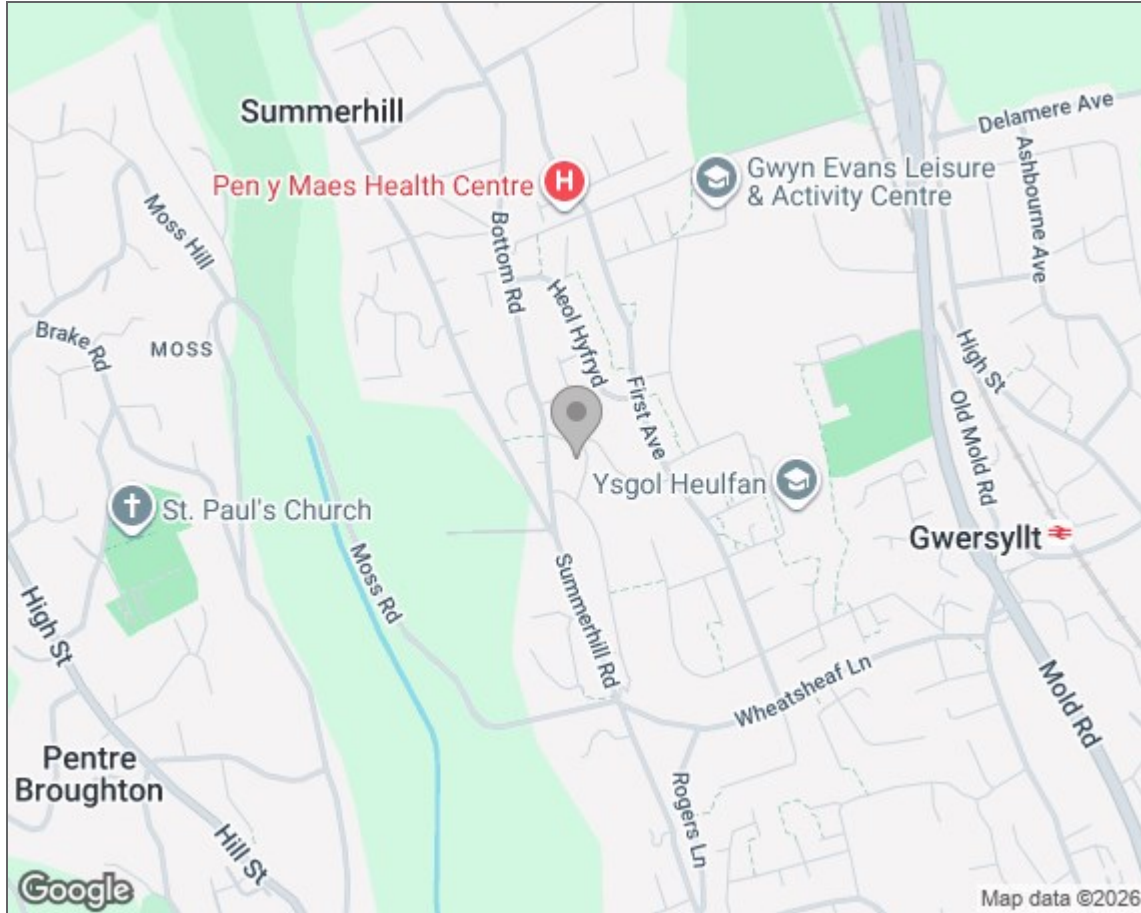 Summerhill
Delamere Ave
Ashbourne Ave
Pen y Maes Health Centre
H
Gwyn Evans Leisure
& Activity Centre
Moss Hill
Bottom Rd
Heol Hyfryd
Brake Rd
MOSS
First Ave
High St
Old Mold Rd
Ysgol Heulfan
St. Paul's Church
Gwersyllt
Moss Rd
Summerhill Rd
High St
Wheatsheaf Ln
Mold Rd
Pentre
Broughton
Rogers Ln
Hill St
Google
Map data ©2026